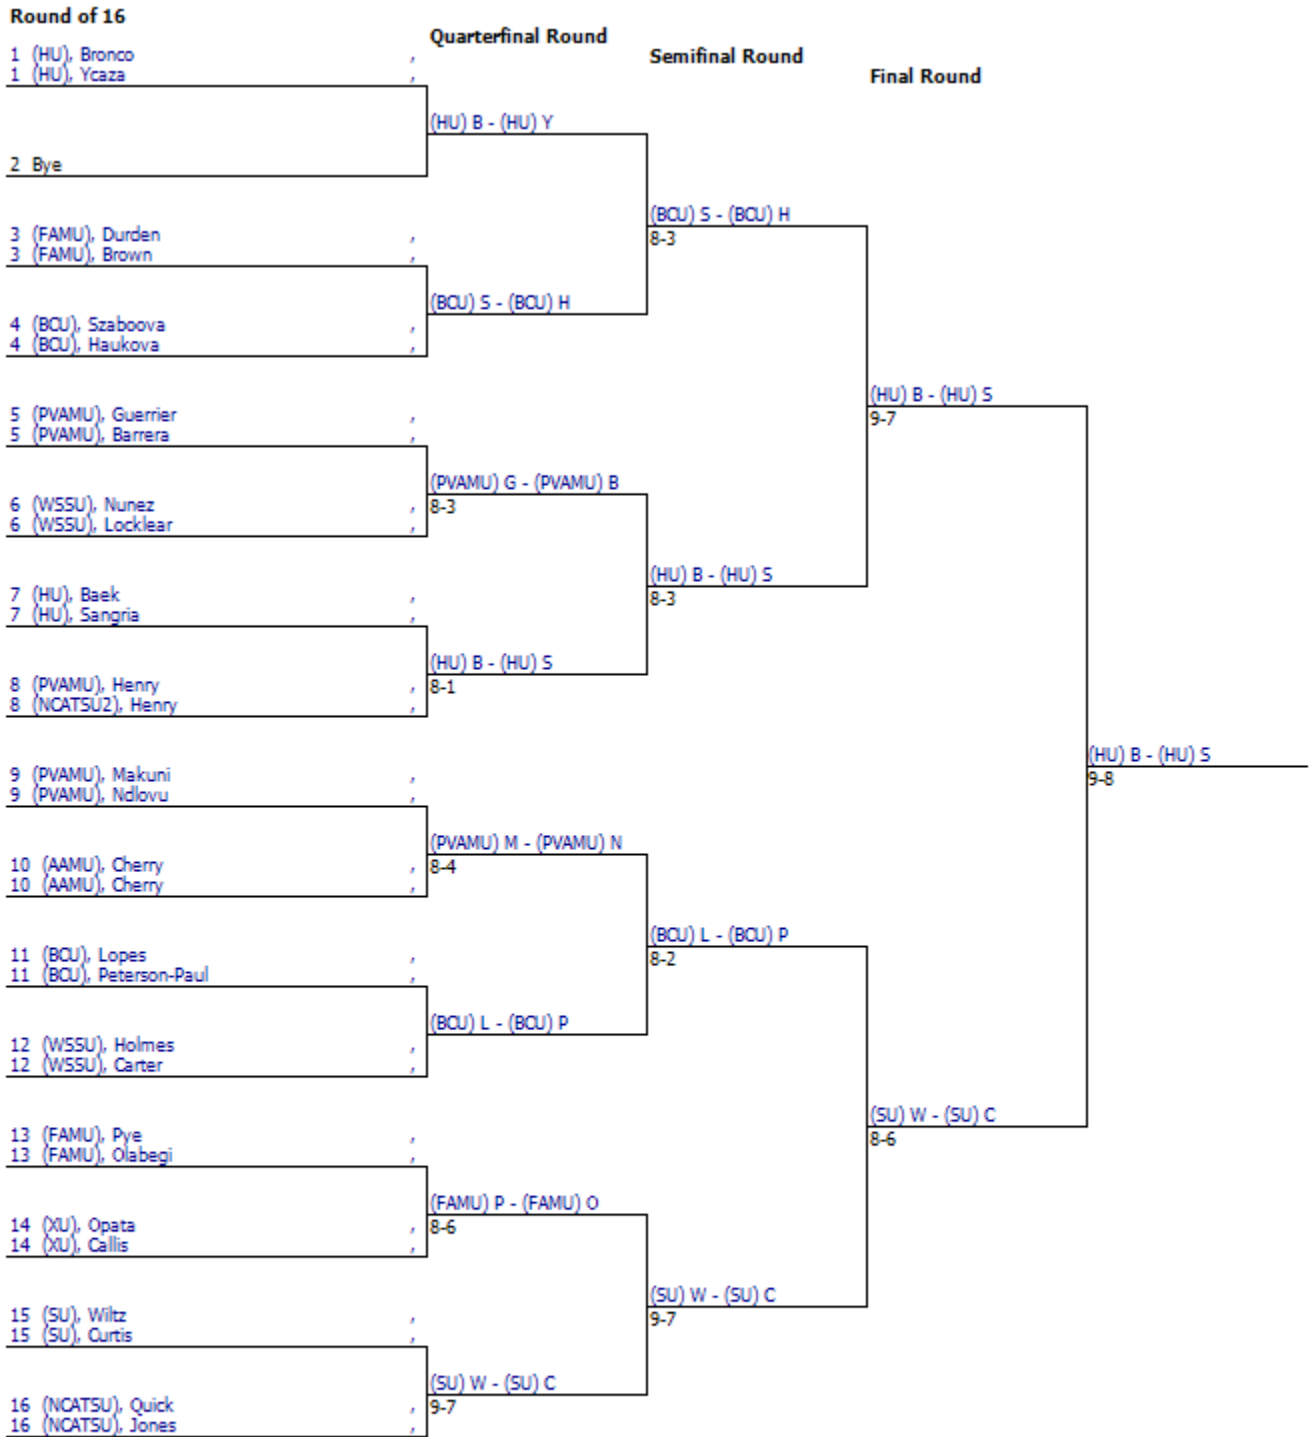 Round of 16
Quarterfinal Round
Semifinal Round
Final Round
1 (HU), Bronco ,
1 (HU), Ycaza ,
(HU) B - (HU) Y
2 Bye
(BCU) S - (BCU) H
8-3
3 (FAMU), Durden ,
3 (FAMU), Brown ,
(BCU) S - (BCU) H
4 (BCU), Szaboova ,
4 (BCU), Haukova ,
(HU) B - (HU) S
9-7
5 (PVAMU), Guerrier ,
5 (PVAMU), Barrera ,
(PVAMU) G - (PVAMU) B
8-3
6 (WSSU), Nunez ,
6 (WSSU), Locklear ,
(HU) B - (HU) S
8-3
7 (HU), Baek ,
7 (HU), Sangria ,
(HU) B - (HU) S
8-1
8 (PVAMU), Henry ,
8 (NCATSU2), Henry ,
(HU) B - (HU) S
9-8
9 (PVAMU), Makuni ,
9 (PVAMU), Ndlovu ,
(PVAMU) M - (PVAMU) N
8-4
10 (AAMU), Cherry ,
10 (AAMU), Cherry ,
(BCU) L - (BCU) P
8-2
11 (BCU), Lopes ,
11 (BCU), Peterson-Paul ,
(BCU) L - (BCU) P
12 (WSSU), Holmes ,
12 (WSSU), Carter ,
(SU) W - (SU) C
8-6
13 (FAMU), Pye ,
13 (FAMU), Olabegi ,
(FAMU) P - (FAMU) O
8-6
14 (XU), Opata ,
14 (XU), Callis ,
(SU) W - (SU) C
9-7
15 (SU), Wiltz ,
15 (SU), Curtis ,
(SU) W - (SU) C
9-7
16 (NCATSU), Quick ,
16 (NCATSU), Jones ,